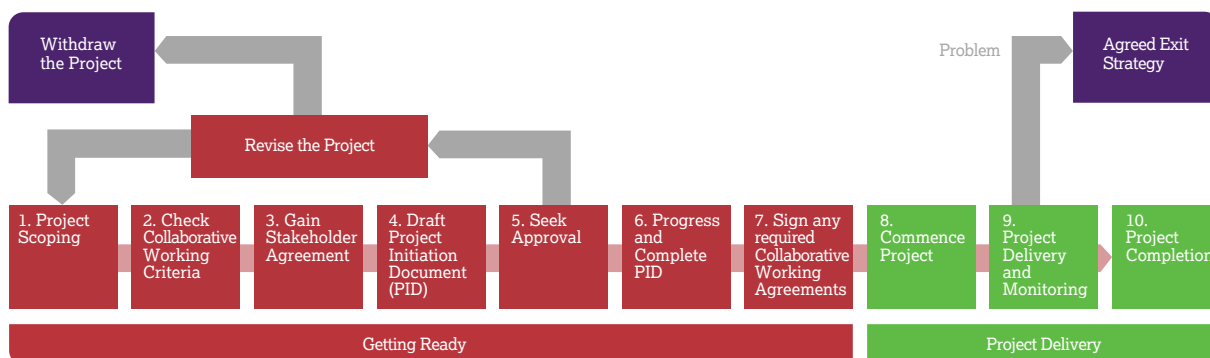 Withdraw
the Project
Problem
Agreed Exit
Strategy
Revise the Project
1. Project
Scoping
2. Check
Collaborative
Working
Criteria
3. Gain
Stakeholder
Agreement
4. Draft
Project
Initiation
Document
(PID)
5. Seek
Approval
6. Progress
and
Complete
PID
7. Sign any
required
Collaborative
Working
Agreements
8.
Commence
Project
9.
Project
Delivery
and
Monitoring
10.
Project
Completion
Getting Ready
Project Delivery